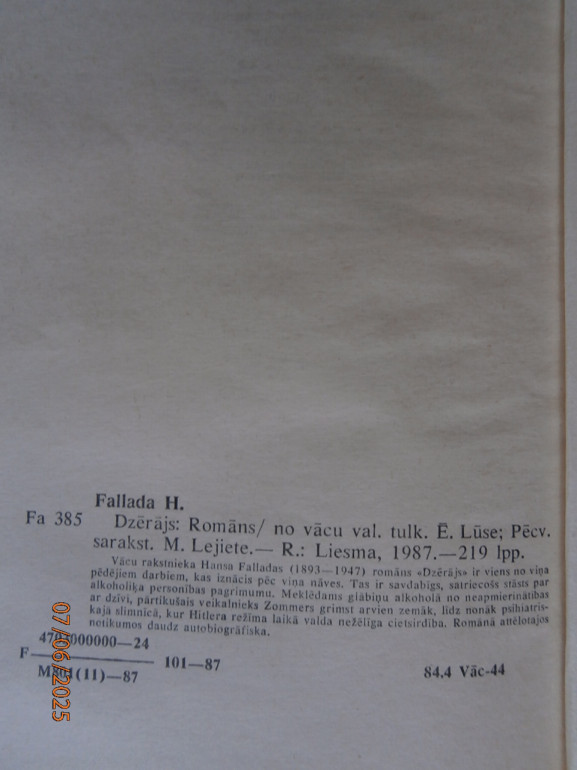 Fallada H.
Fa 385 Dzērājs: Romāns/ no vācu val. tulk. Ē. Lūse; Pēcv.
sarakst. M. Lejiete.— R.: Liesma, 1987.—219 lpp.
Vācu rakstnieka Hansa Falladas (1893—1947) romāns «Dzērājs» ir viens no viņa
pēdējiem darbiem, kas iznācis pēc viņa nāves. Tas ir savdabīgs, satriecošs stāsts par
alkoholiķa personības pagrimumu. Meklēdams glābiņu alkoholā no neapmierinātības
ar dzīvi, pārtikušais veikalnieks Zommers grimst arvien zemāk, līdz nonāk psihiatris-
kajā slimnīcā, kur Hitlera režīma laikā valda nežēlīga cietsirdība. Romānā attēlotajos
notikumos daudz autobiogrāfiska.
4703000000—24
F—
M801(11)—87
101—87
84.4 Vāc-44
07/06/2025